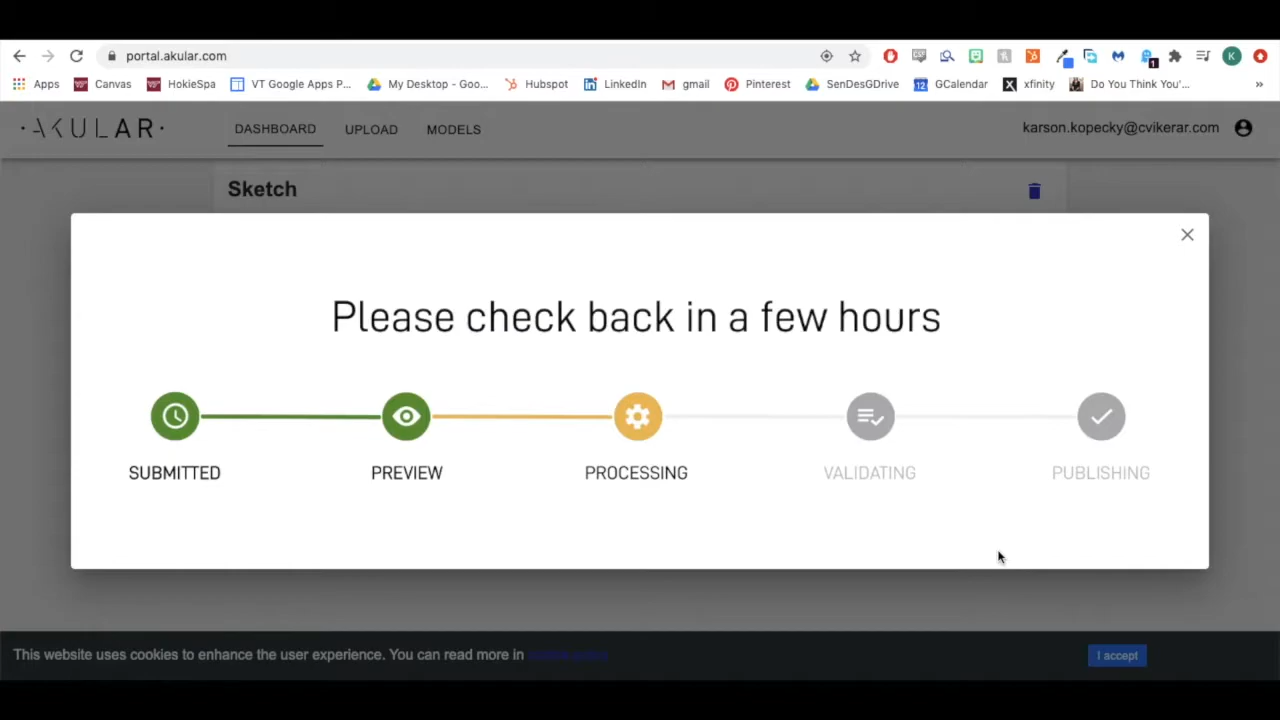 portal.akular.com
1
K
Apps
Canvas
HokieSpa
VT Google Apps P...
My Desktop - Goo...
Hubspot
LinkedIn
gmail
Pinterest
SenDesGDrive
12
GCalendar
xfinity
Do You Think You'...
»
·AKULAR·
DASHBOARD
UPLOAD
MODELS
karson.kopecky@cvikerar.com
Sketch
Please check back in a few hours
SUBMITTED
PREVIEW
PROCESSING
VALIDATING
PUBLISHING
This website uses cookies to enhance the user experience. You can read more in
I accept